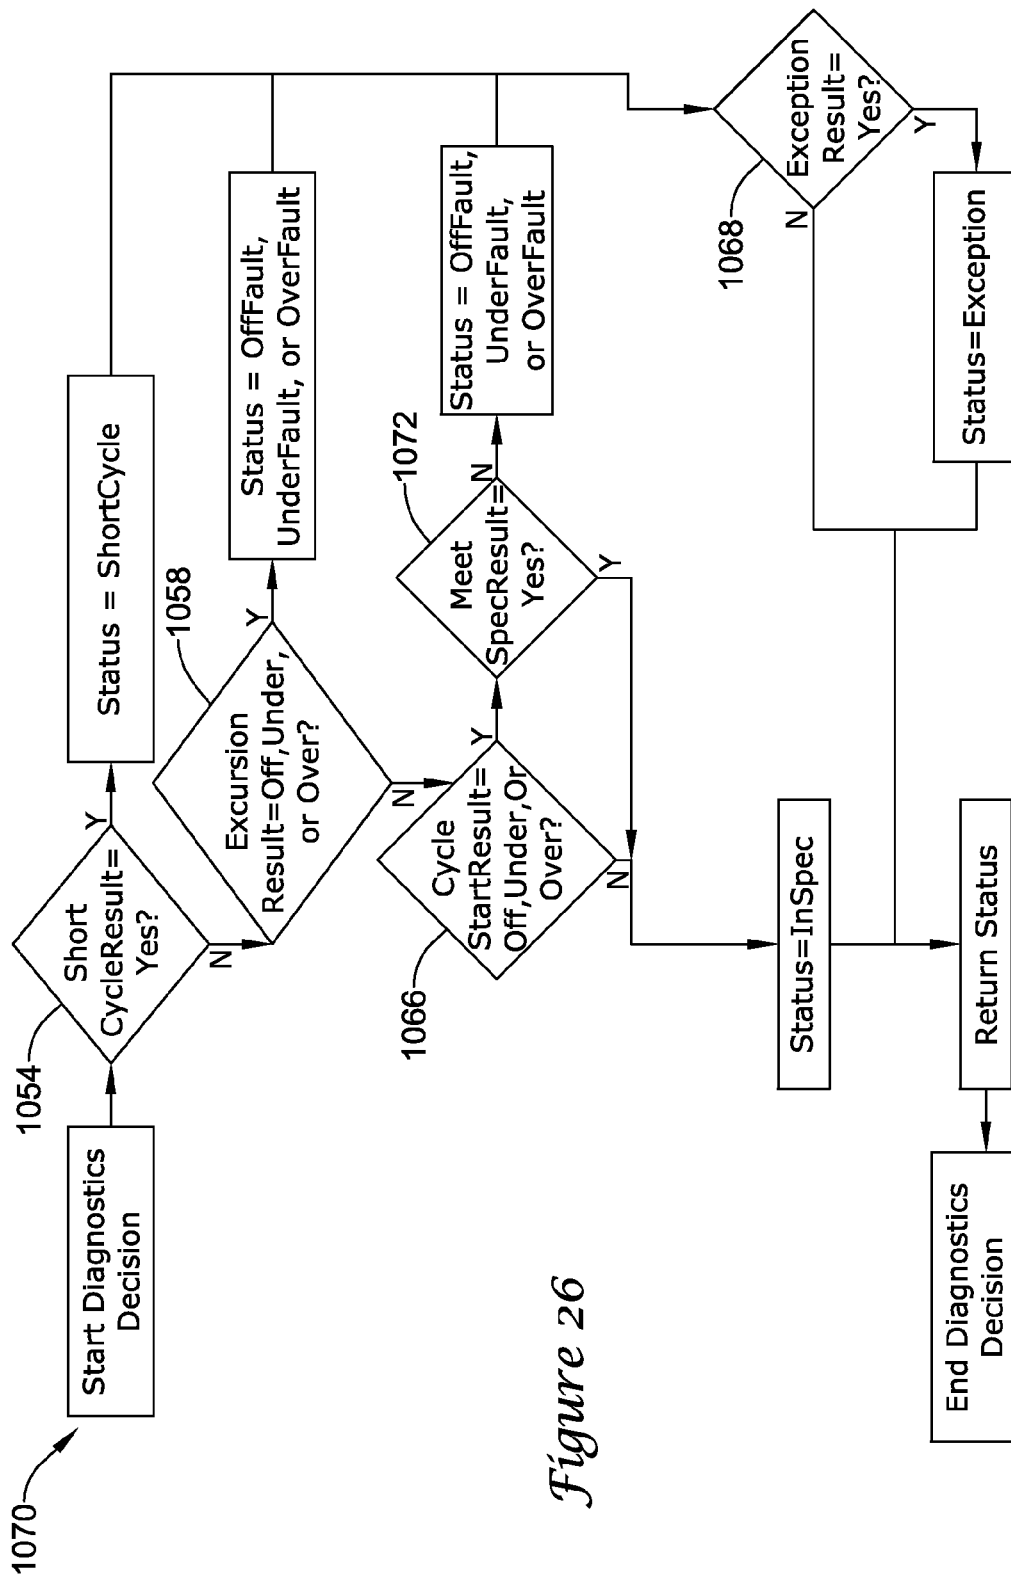 1070
Start Diagnostics
Decision
1054
Short
CycleResult=
Yes?
Y
N
Status = ShortCycle
1058
Excursion
Result=Off,Under,
or Over?
Y
N
Status = OffFault,
UnderFault, or OverFault
1066
Cycle
StartResult=
Off,Under,Or
Over?
Y
N
1072
Meet
SpecResult=
Yes?
N
Y
Status = OffFault,
UnderFault,
or OverFault
1068
Exception
Result=
Yes?
N
Y
Status=InSpec
Status=Exception
Return Status
End Diagnostics
Decision
Figure 26